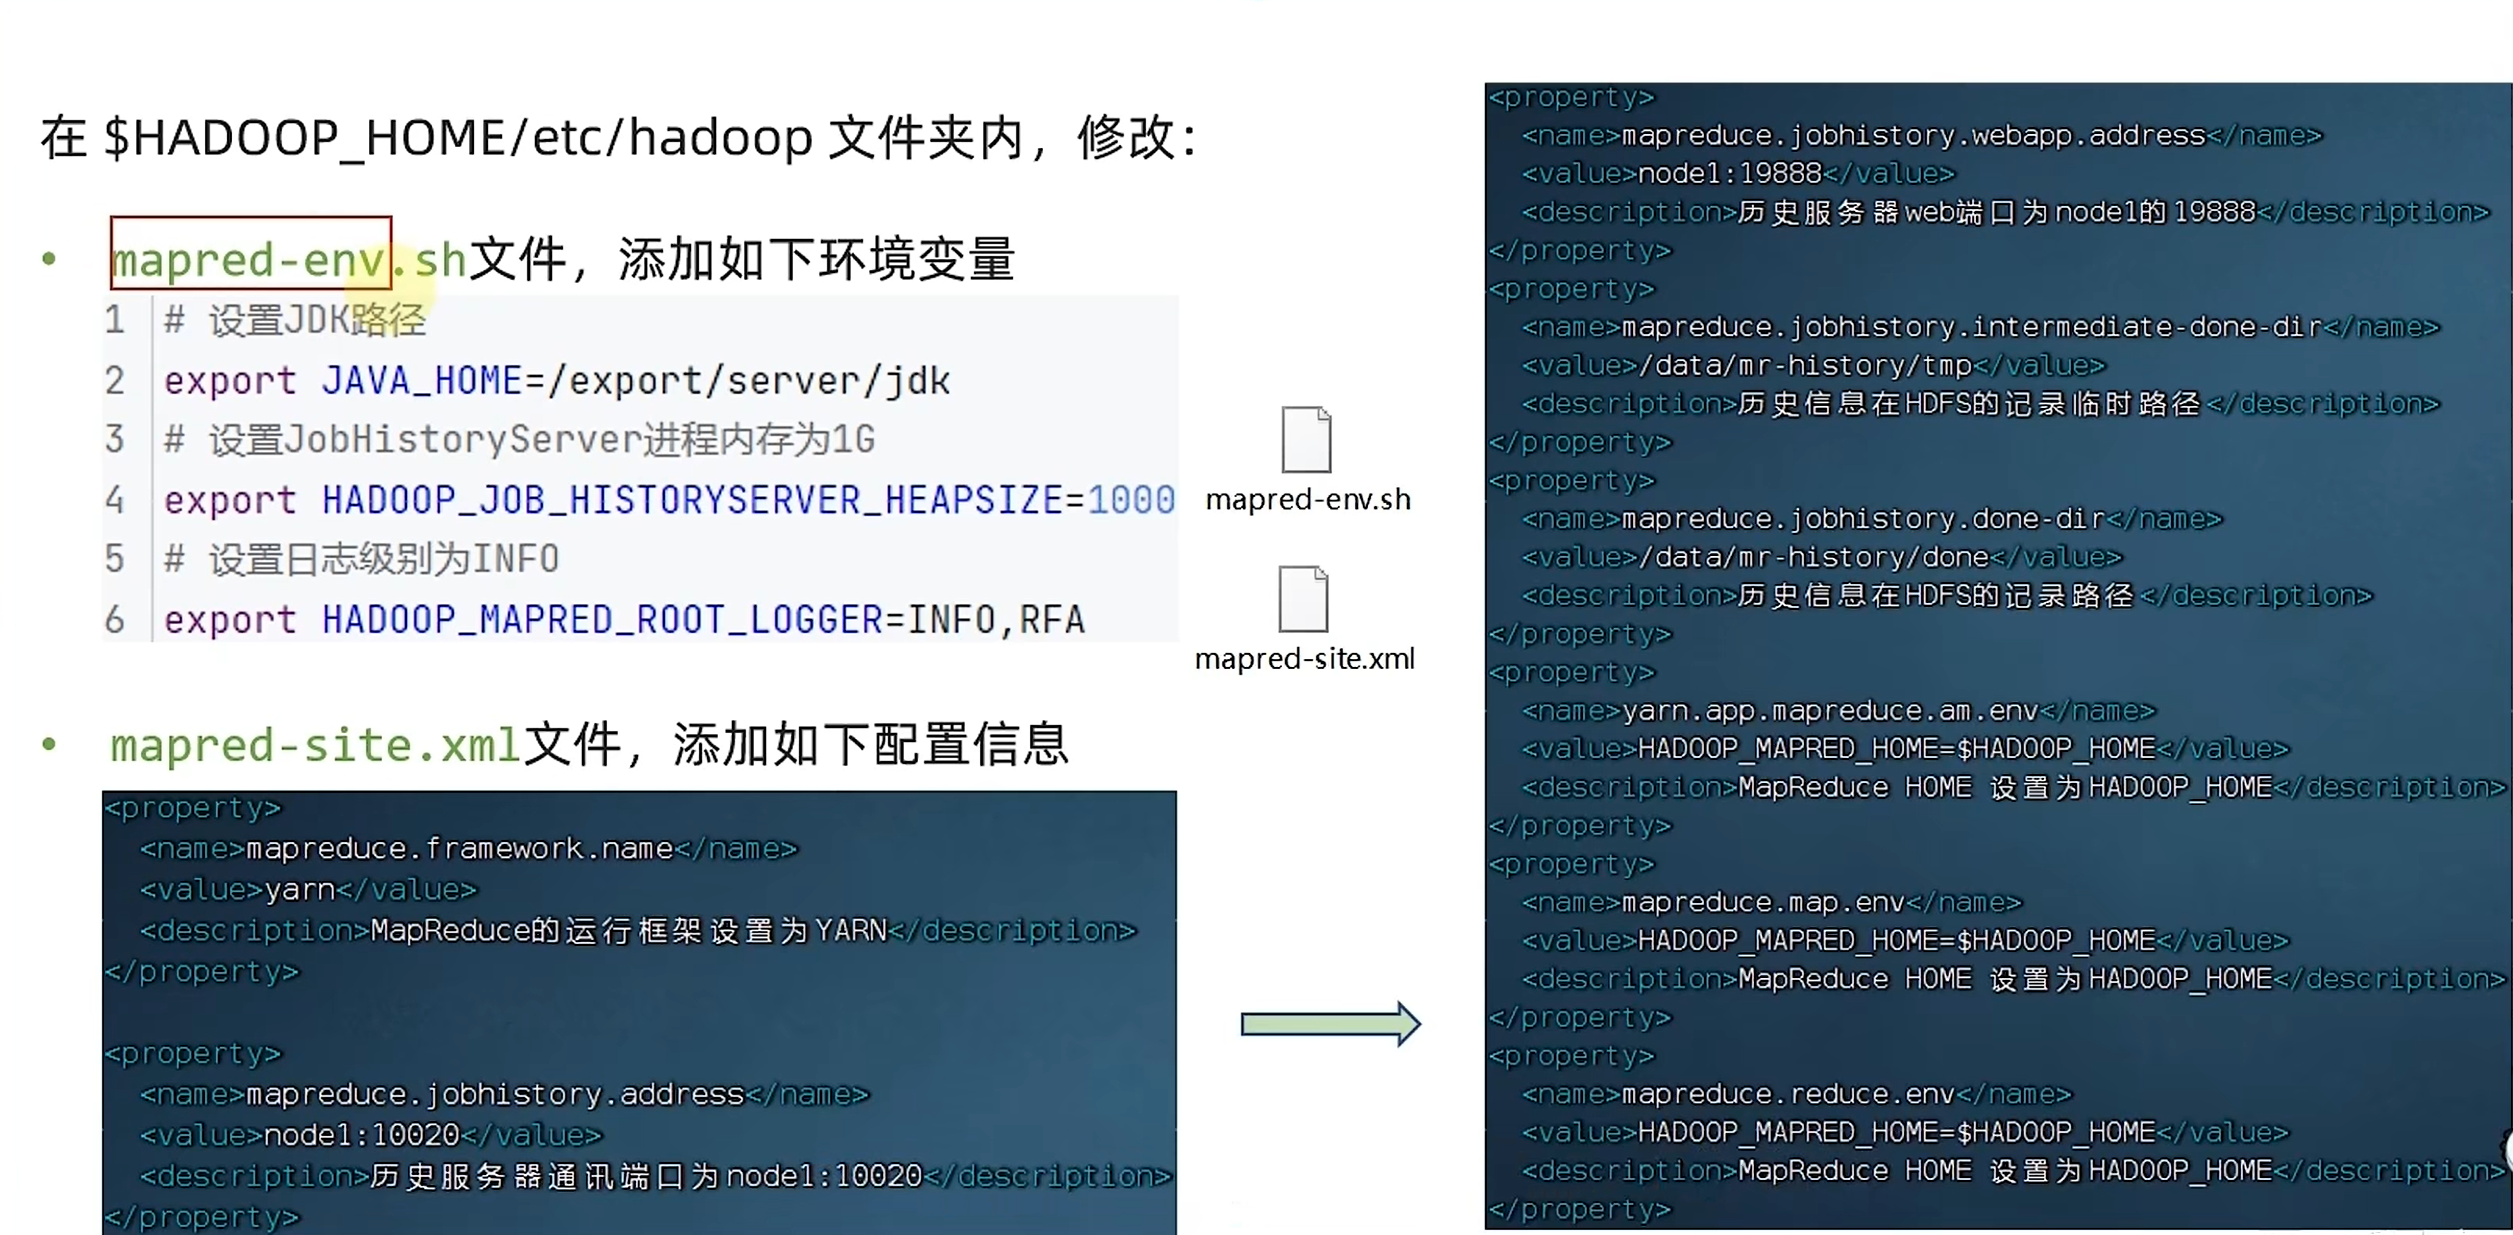 在 $HADOOP_HOME/etc/hadoop 文件夹内，修改：
• mapred-env.sh文件，添加如下环境变量
1 # 设置JDK路径
2 export JAVA_HOME=/export/server/jdk
3 # 设置JobHistoryServer进程内存为1G
4 export HADOOP_JOB_HISTORYSERVER_HEAPSIZE=1000
5 # 设置日志级别为INFO
6 export HADOOP_MAPRED_ROOT_LOGGER=INFO,RFA
mapred-env.sh
mapred-site.xml
• mapred-site.xml文件，添加如下配置信息
<property>
  <name>mapreduce.framework.name</name>
  <value>yarn</value>
  <description>MapReduce的运行框架设置为YARN</description>
</property>
<property>
  <name>mapreduce.jobhistory.address</name>
  <value>node1:10020</value>
  <description>历史服务器通讯端口为node1:10020</description>
</property>
<property>
  <name>mapreduce.jobhistory.webapp.address</name>
  <value>node1:19888</value>
  <description>历史服务器web端口为node1的19888</description>
</property>
<property>
  <name>mapreduce.jobhistory.intermediate-done-dir</name>
  <value>/data/mr-history/tmp</value>
  <description>历史信息在HDFS的记录临时路径</description>
</property>
<property>
  <name>mapreduce.jobhistory.done-dir</name>
  <value>/data/mr-history/done</value>
  <description>历史信息在HDFS的记录路径</description>
</property>
<property>
  <name>yarn.app.mapreduce.am.env</name>
  <value>HADOOP_MAPRED_HOME=$HADOOP_HOME</value>
  <description>MapReduce HOME 设置为HADOOP_HOME</description>
</property>
<property>
  <name>mapreduce.map.env</name>
  <value>HADOOP_MAPRED_HOME=$HADOOP_HOME</value>
  <description>MapReduce HOME 设置为HADOOP_HOME</description>
</property>
<property>
  <name>mapreduce.reduce.env</name>
  <value>HADOOP_MAPRED_HOME=$HADOOP_HOME</value>
  <description>MapReduce HOME 设置为HADOOP_HOME</description>
</property>